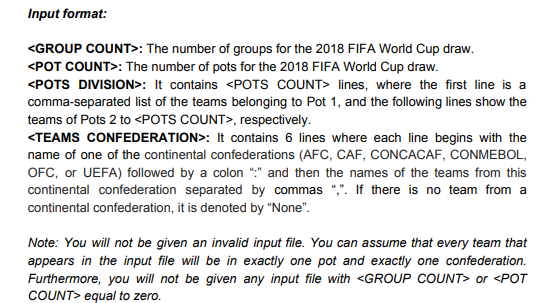 Input format:
<GROUP COUNT>: The number of groups for the 2018 FIFA World Cup draw.
<POT COUNT>: The number of pots for the 2018 FIFA World Cup draw.
<POTS DIVISION>: It contains <POTS COUNT> lines, where the first line is a
comma-separated list of the teams belonging to Pot 1, and the following lines show the
teams of Pots 2 to <POTS COUNT>, respectively.
<TEAMS CONFEDERATION>: It contains 6 lines where each line begins with the
name of one of the continental confederations (AFC, CAF, CONCACAF, CONMEBOL,
OFC, or UEFA) followed by a colon “:” and then the names of the teams from this
continental confederation separated by commas “,”. If there is no team from a
continental confederation, it is denoted by “None”.
Note: You will not be given an invalid input file. You can assume that every team that
appears in the input file will be in exactly one pot and exactly one confederation.
Furthermore, you will not be given any input file with <GROUP COUNT> or <POT
COUNT> equal to zero.